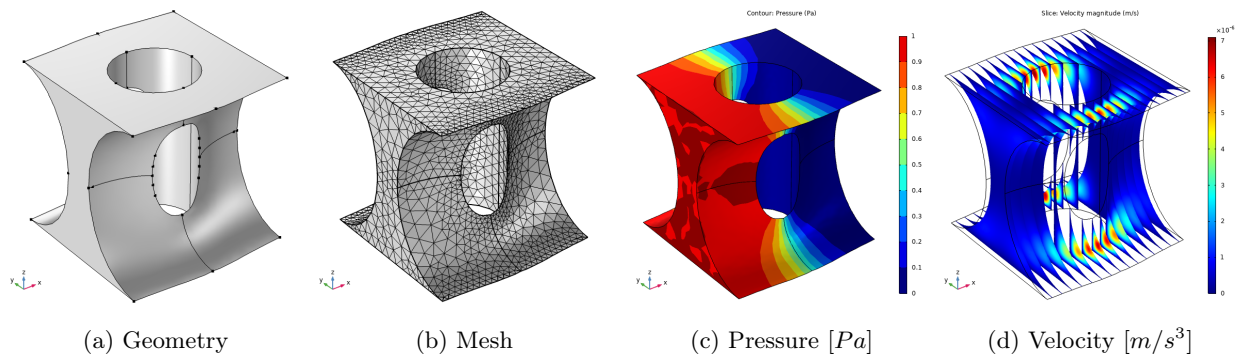 Contour: Pressure (Pa)
Slice: Velocity magnitude (m/s)
×10⁻⁶
1
0.9
0.8
0.7
0.6
0.5
0.4
0.3
0.2
0.1
0
7
6
5
4
3
2
1
0
z
y x
z
y x
z
y x
z
y x
(a) Geometry
(b) Mesh
(c) Pressure [Pa]
(d) Velocity [m/s³]